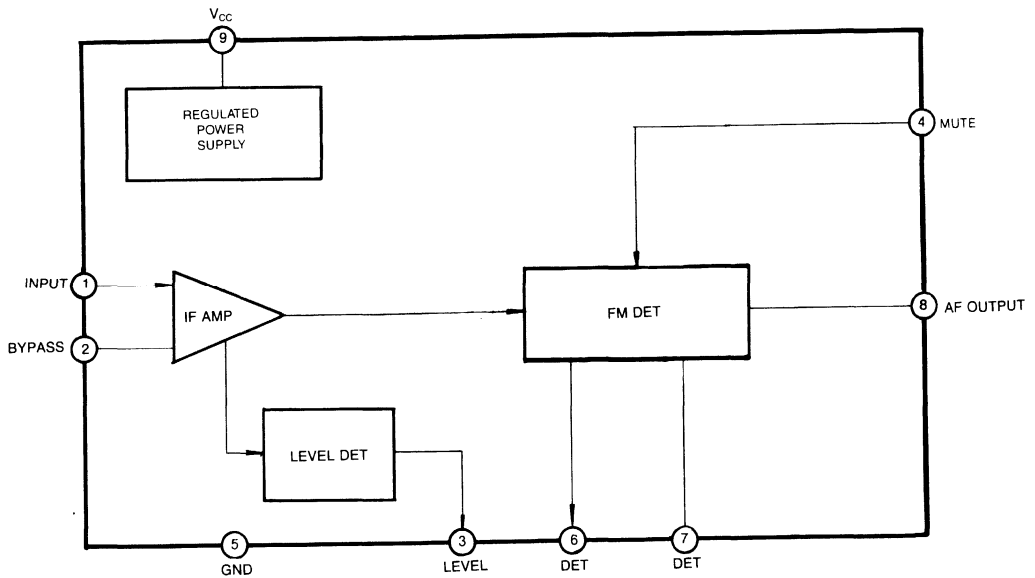 VCC
9
REGULATED
POWER
SUPPLY
4 MUTE
INPUT 1
IF AMP
FM DET
8 AF OUTPUT
BYPASS 2
LEVEL DET
5
GND
3
LEVEL
6
DET
7
DET